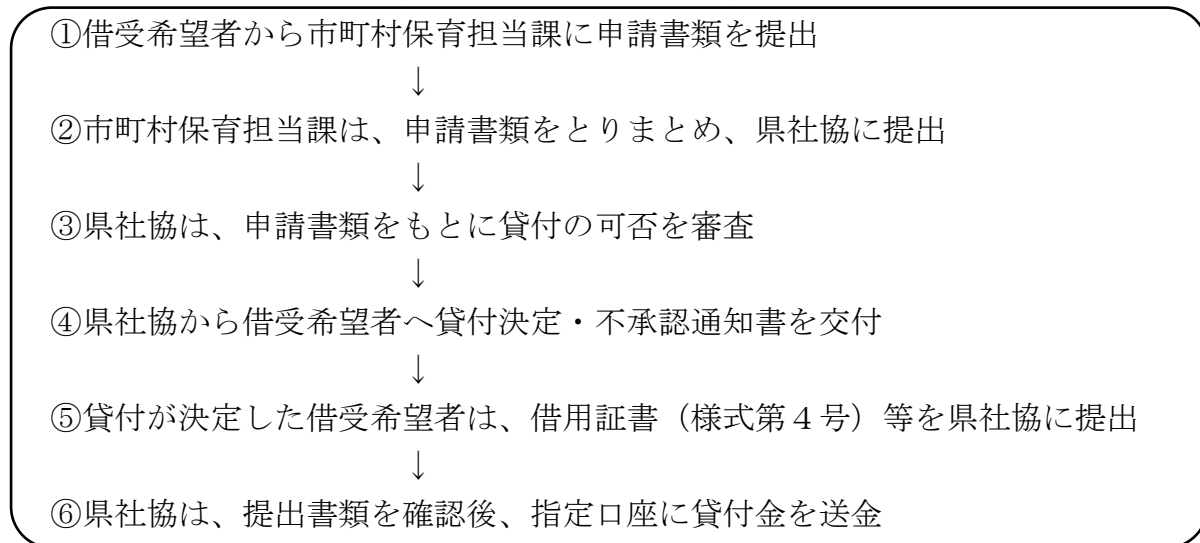 ①借受希望者から市町村保育担当課に申請書類を提出
↓
②市町村保育担当課は、申請書類をとりまとめ、県社協に提出
↓
③県社協は、申請書類をもとに貸付の可否を審査
↓
④県社協から借受希望者へ貸付決定・不承認通知書を交付
↓
⑤貸付が決定した借受希望者は、借用証書（様式第４号）等を県社協に提出
↓
⑥県社協は、提出書類を確認後、指定口座に貸付金を送金